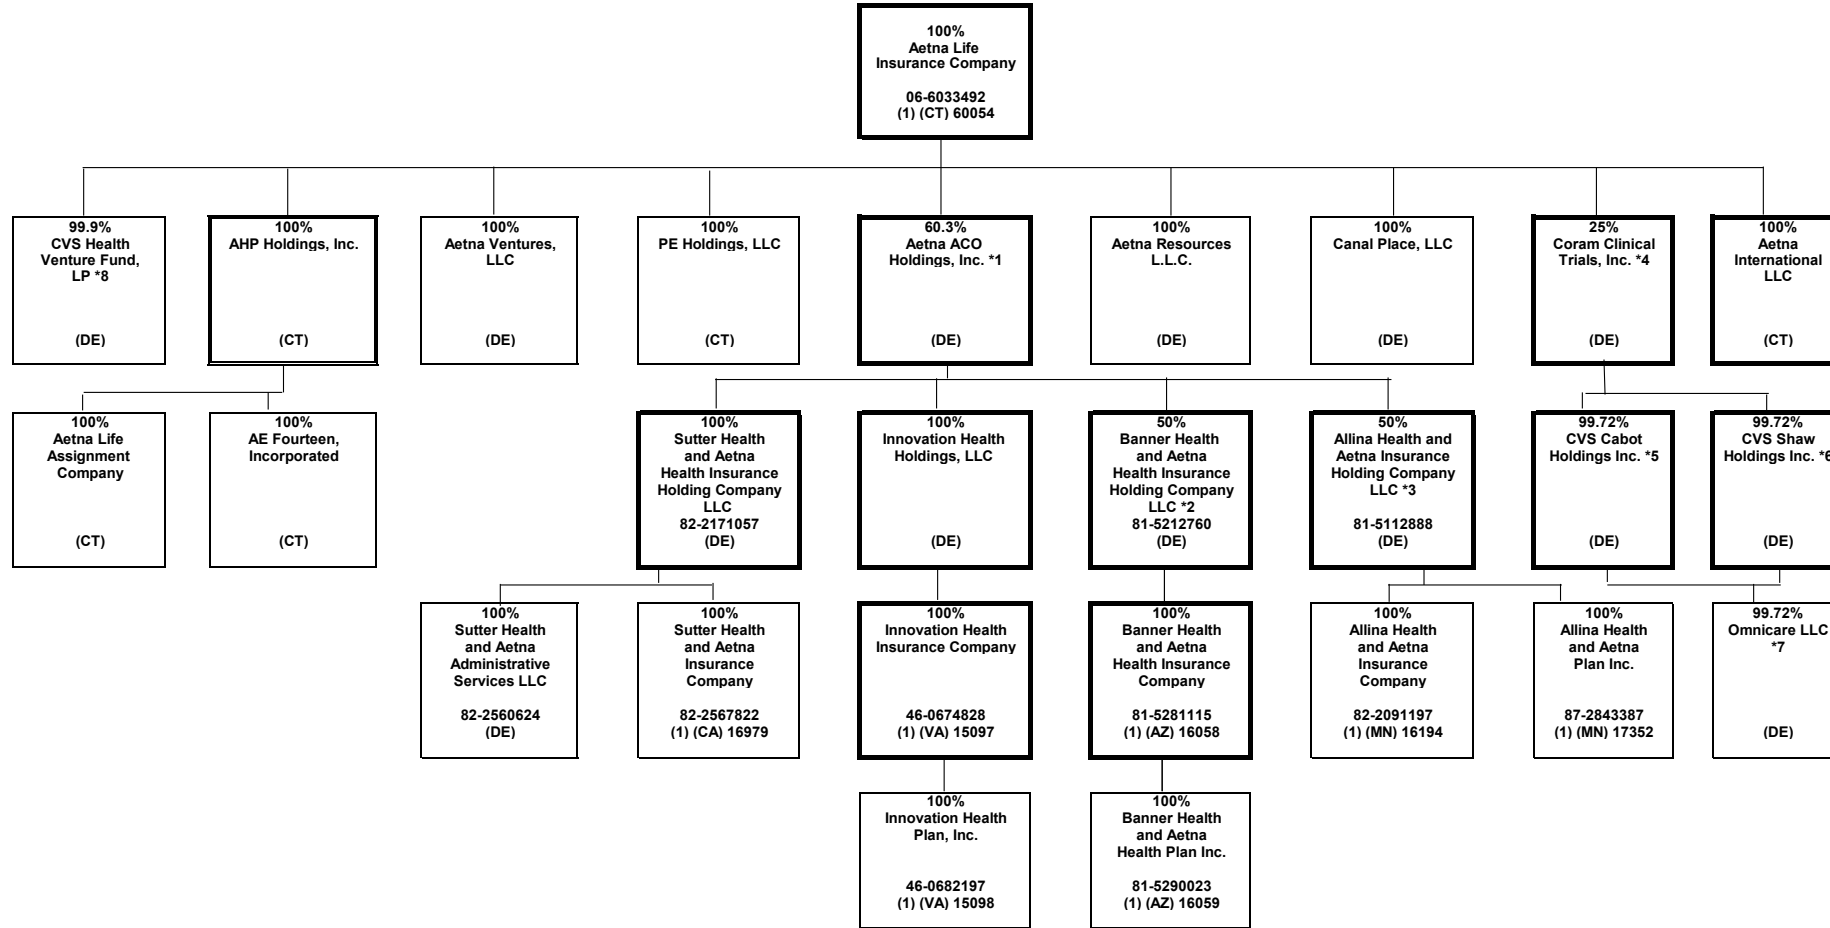 100%
Aetna Life
Insurance Company
06-6033492
(1) (CT) 60054
99.9%
CVS Health
Venture Fund,
LP *8
(DE)
100%
AHP Holdings, Inc.
(CT)
100%
Aetna Ventures,
LLC
(DE)
100%
PE Holdings, LLC
(CT)
60.3%
Aetna ACO
Holdings, Inc. *1
(DE)
100%
Aetna Resources
L.L.C.
(DE)
100%
Canal Place, LLC
(DE)
25%
Coram Clinical
Trials, Inc. *4
(DE)
100%
Aetna
International
LLC
(CT)
100%
Aetna Life
Assignment
Company
(CT)
100%
AE Fourteen,
Incorporated
(CT)
100%
Sutter Health
and Aetna
Health Insurance
Holding Company
LLC
82-2171057
(DE)
100%
Innovation Health
Holdings, LLC
(DE)
50%
Banner Health
and Aetna
Health Insurance
Holding Company
LLC *2
81-5212760
(DE)
50%
Allina Health and
Aetna Insurance
Holding Company
LLC *3
81-5112888
(DE)
99.72%
CVS Cabot
Holdings Inc. *5
(DE)
99.72%
CVS Shaw
Holdings Inc. *6
(DE)
100%
Sutter Health
and Aetna
Administrative
Services LLC
82-2560624
(DE)
100%
Sutter Health
and Aetna
Insurance
Company
82-2567822
(1) (CA) 16979
100%
Innovation Health
Insurance Company
46-0674828
(1) (VA) 15097
100%
Banner Health
and Aetna
Health Insurance
Company
81-5281115
(1) (AZ) 16058
100%
Allina Health
and Aetna
Insurance
Company
82-2091197
(1) (MN) 16194
100%
Allina Health
and Aetna
Plan Inc.
87-2843387
(1) (MN) 17352
99.72%
Omnicare LLC
*7
(DE)
100%
Innovation Health
Plan, Inc.
46-0682197
(1) (VA) 15098
100%
Banner Health
and Aetna
Health Plan Inc.
81-5290023
(1) (AZ) 16059